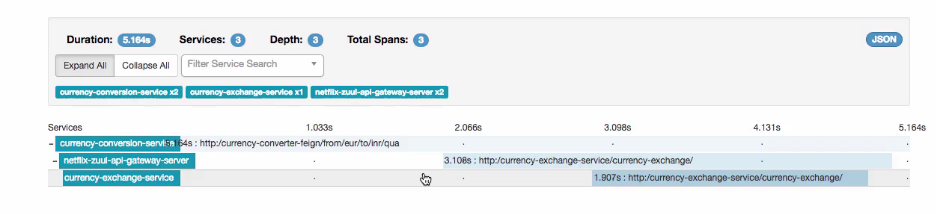 Duration: 5.164s Services: 3 Depth: 3 Total Spans: 3 JSON
Expand All Collapse All Filter Service Search
currency-conversion-service x2 currency-exchange-service x1 netflix-zuul-api-gateway-server x2
Services 1.033s 2.066s 3.098s 4.131s 5.164s
- currency-conversion-service 5.164s : http:/currency-converter-feign/from/eur/to/inr/qua
- netflix-zuul-api-gateway-server 3.108s : http:/currency-exchange-service/currency-exchange/
currency-exchange-service 1.907s : http:/currency-exchange-service/currency-exchange/